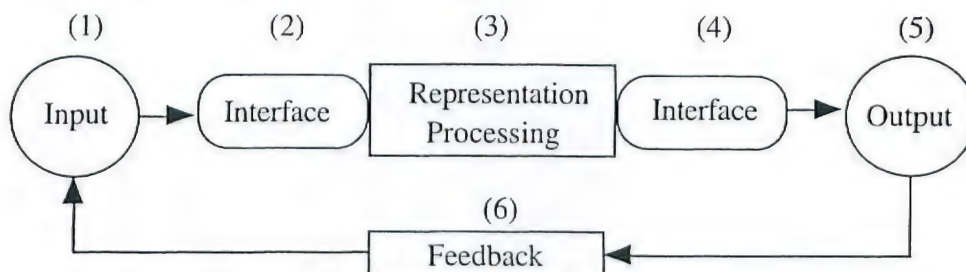 (1) (2) (3) (4) (5)
Input Interface Representation Processing Interface Output
(6)
Feedback